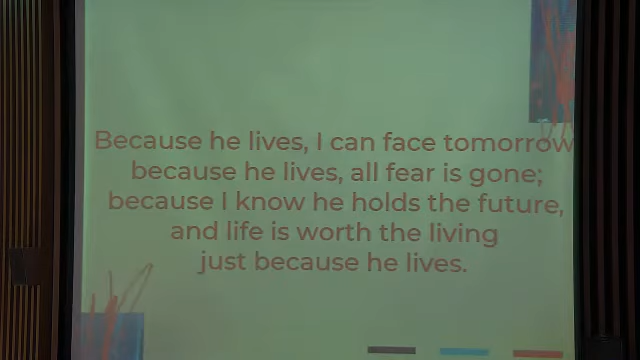 Because he lives, I can face tomorrow
because he lives, all fear is gone;
because I know he holds the future,
and life is worth the living
just because he lives.